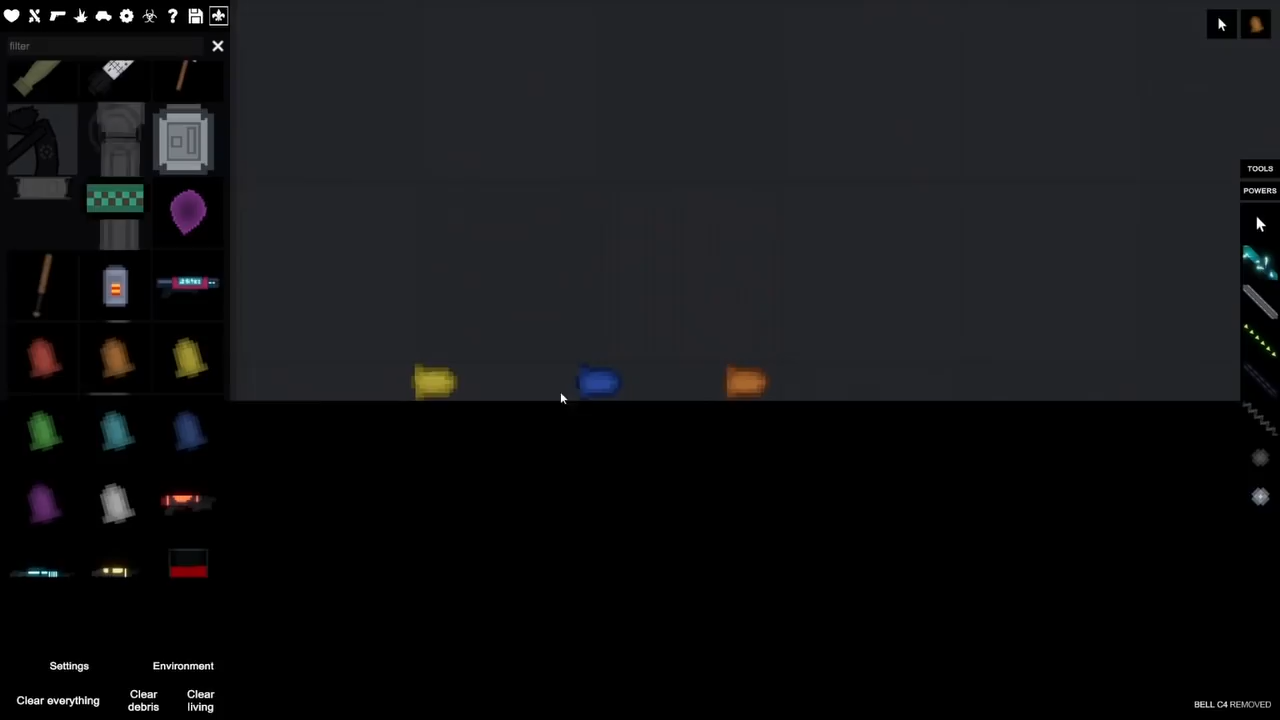 filter
TOOLS
POWERS
Settings
Environment
Clear everything
Clear
debris
Clear
living
BELL C4 REMOVED